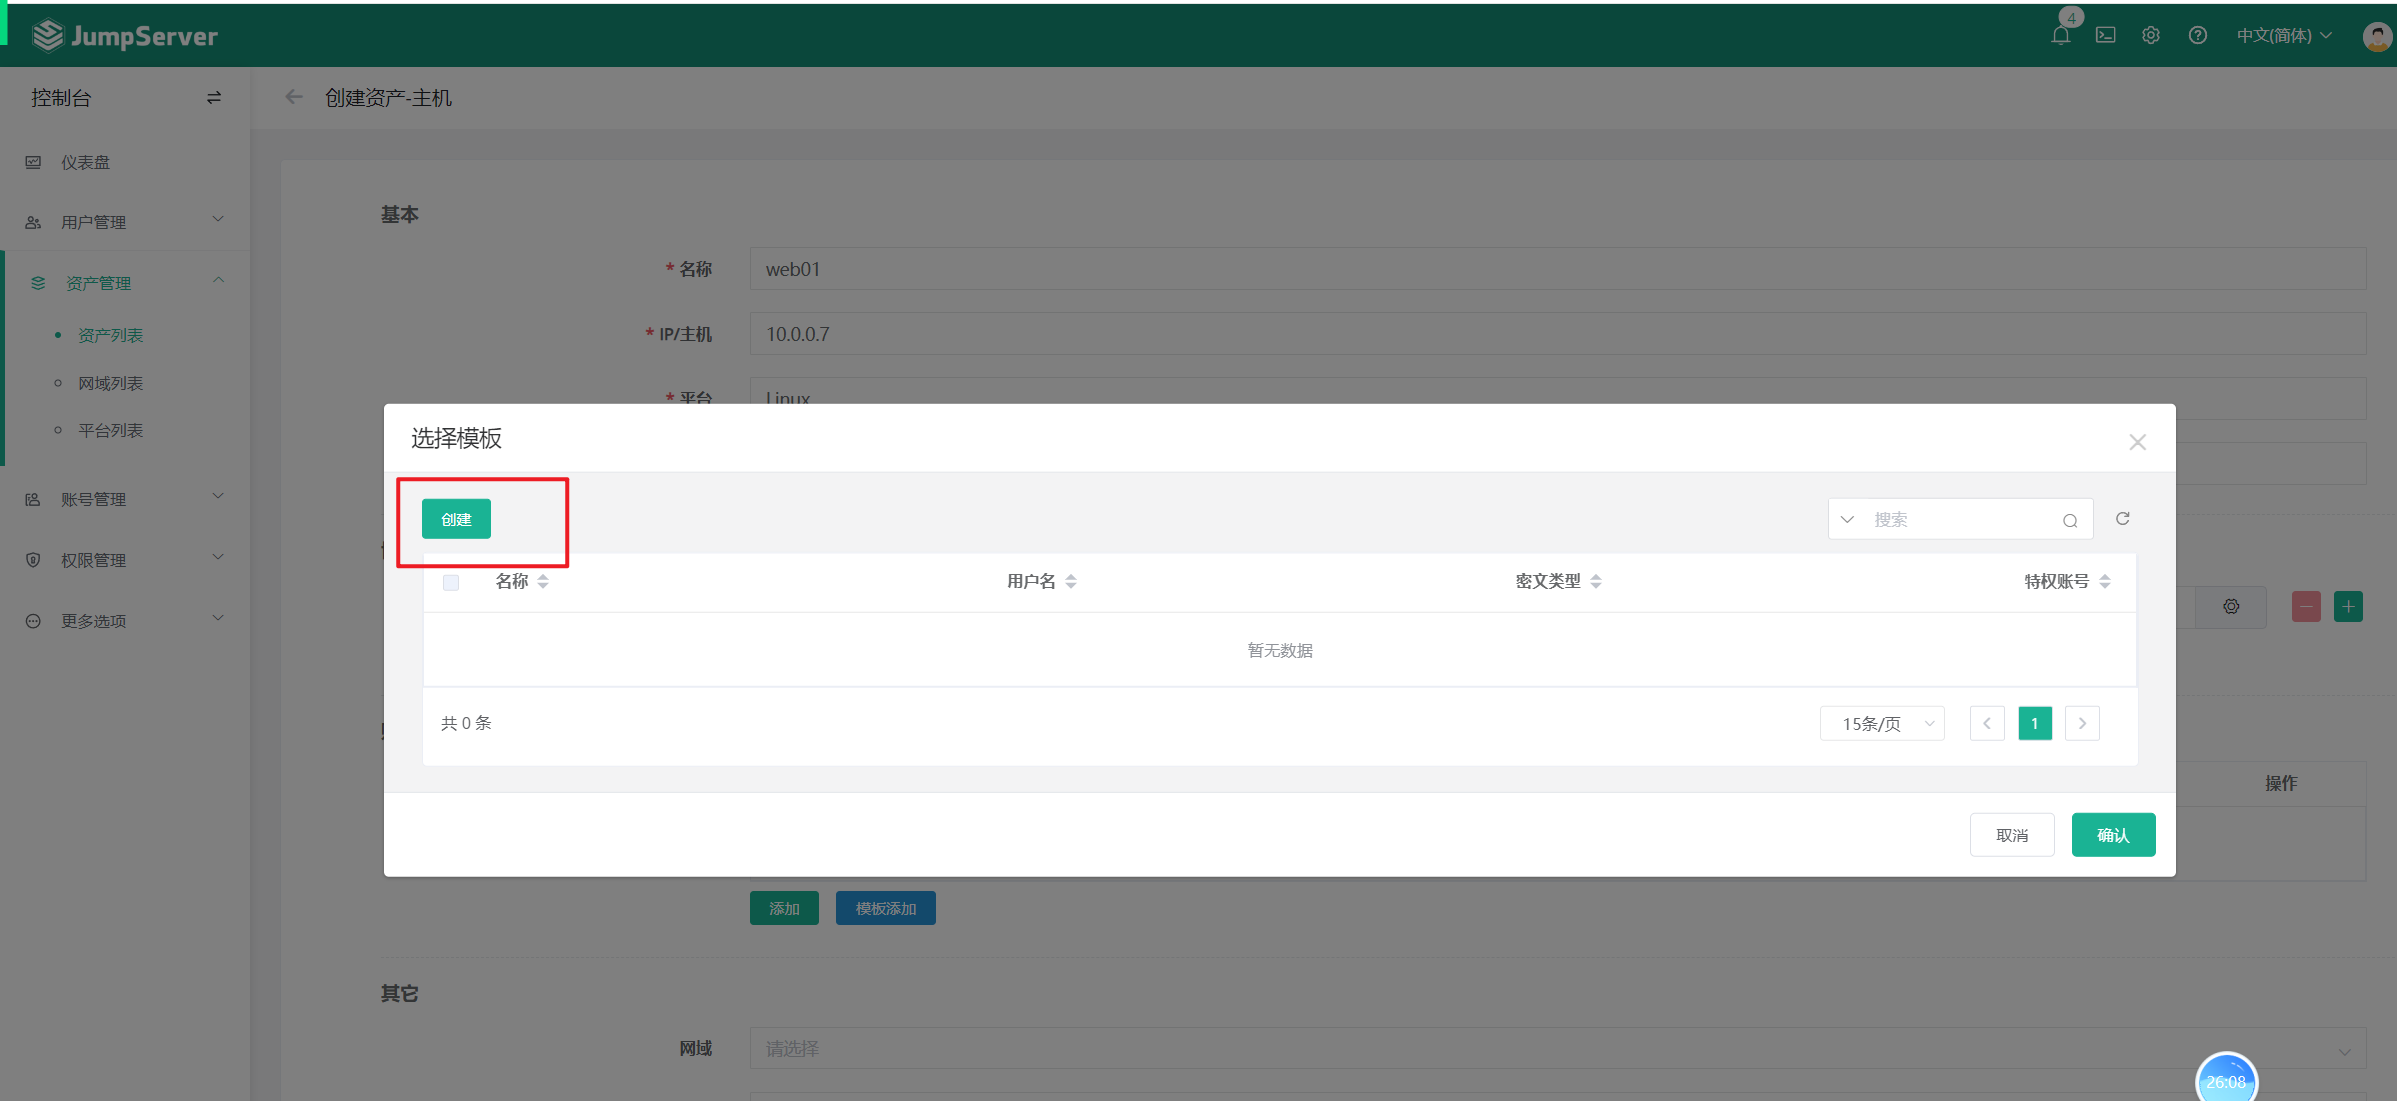 JumpServer
4
中文(简体)
控制台
创建资产-主机
仪表盘
用户管理
资产管理
资产列表
网域列表
平台列表
账号管理
权限管理
更多选项
基本
* 名称
web01
* IP/主机
10.0.0.7
* 平台
Linux
选择模板
创建
搜索
名称
用户名
密文类型
特权账号
暂无数据
共 0 条
15条/页
1
操作
取消
确认
添加
模板添加
其它
网域
请选择
26:08